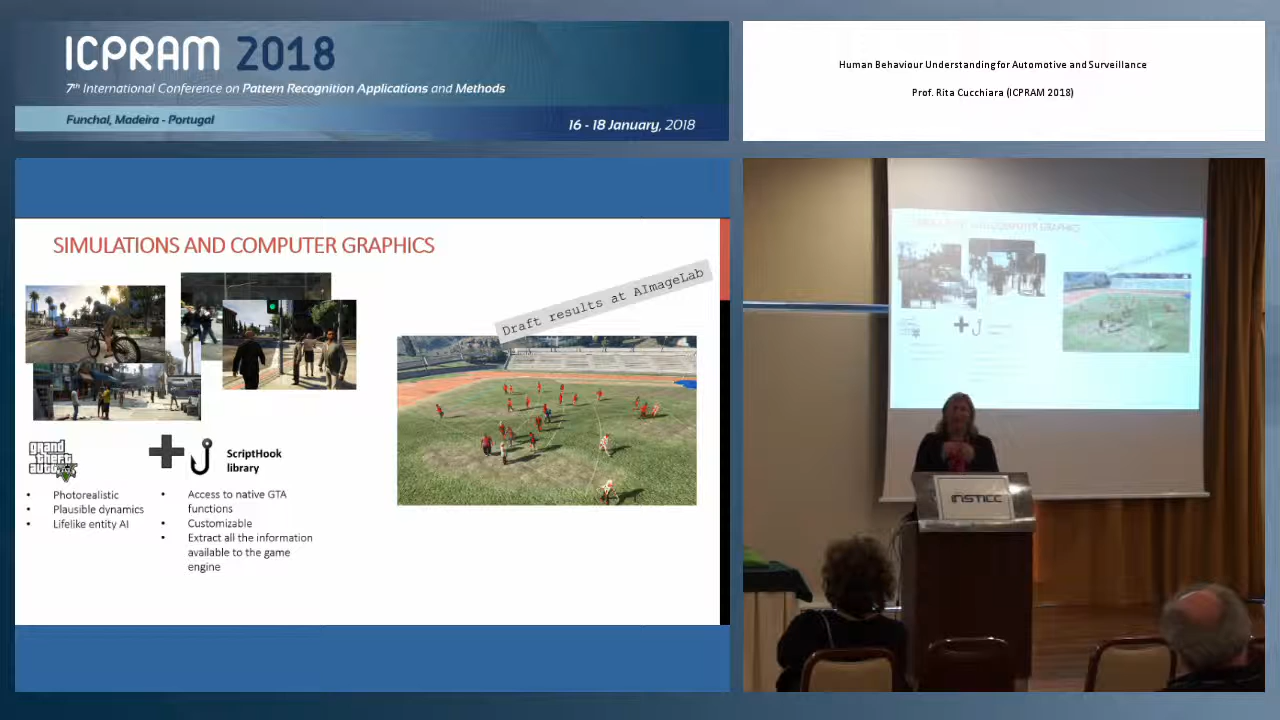 ICPRAM 2018
7th International Conference on Pattern Recognition Applications and Methods
Funchal, Madeira - Portugal
16 - 18 January, 2018
Human Behaviour Understanding for Automotive and Surveillance
Prof. Rita Cucchiara (ICPRAM 2018)
SIMULATIONS AND COMPUTER GRAPHICS
Draft results at AImageLab
grand
theft
auto
ScriptHook
library
• Photorealistic
• Plausible dynamics
• Lifelike entity AI
• Access to native GTA
functions
• Customizable
• Extract all the information
available to the game
engine
INSTICC